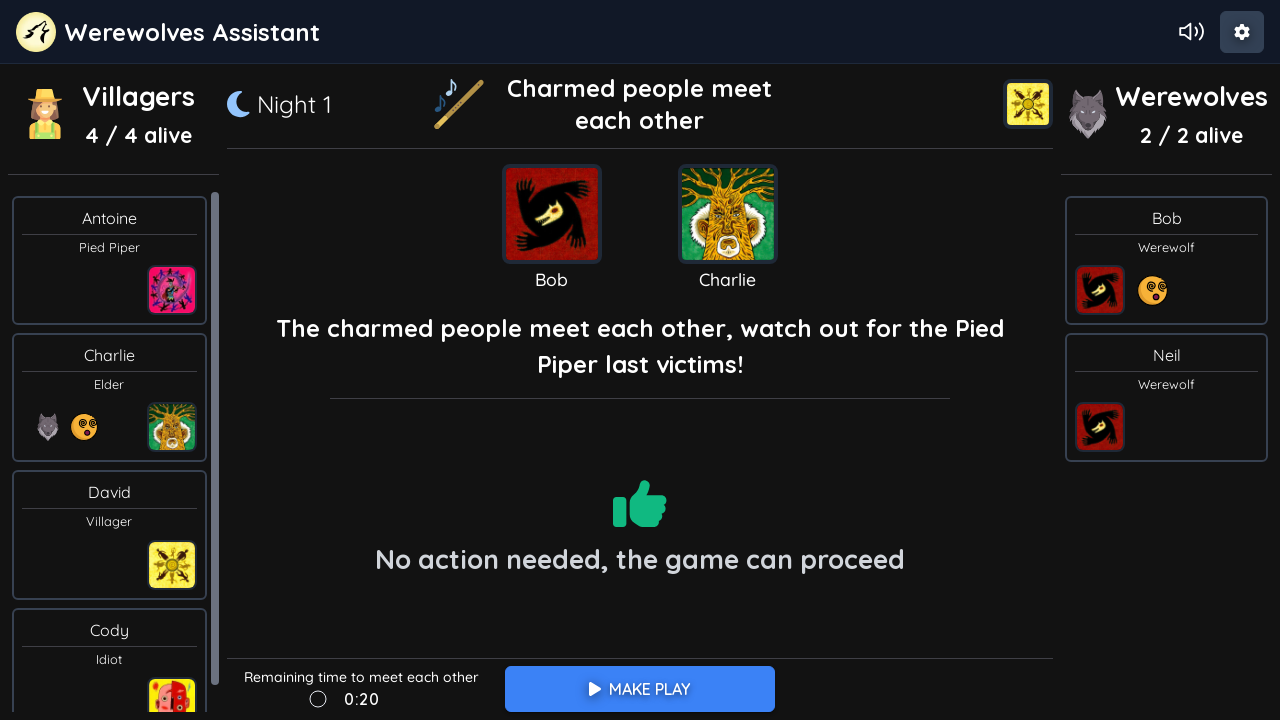 Werewolves Assistant
Villagers
4 / 4 alive
Antoine
Pied Piper
Charlie
Elder
David
Villager
Cody
Idiot
Night 1
Charmed people meet
each other
Bob
Charlie
The charmed people meet each other, watch out for the Pied
Piper last victims!
No action needed, the game can proceed
Remaining time to meet each other
0:20
MAKE PLAY
Werewolves
2 / 2 alive
Bob
Werewolf
Neil
Werewolf